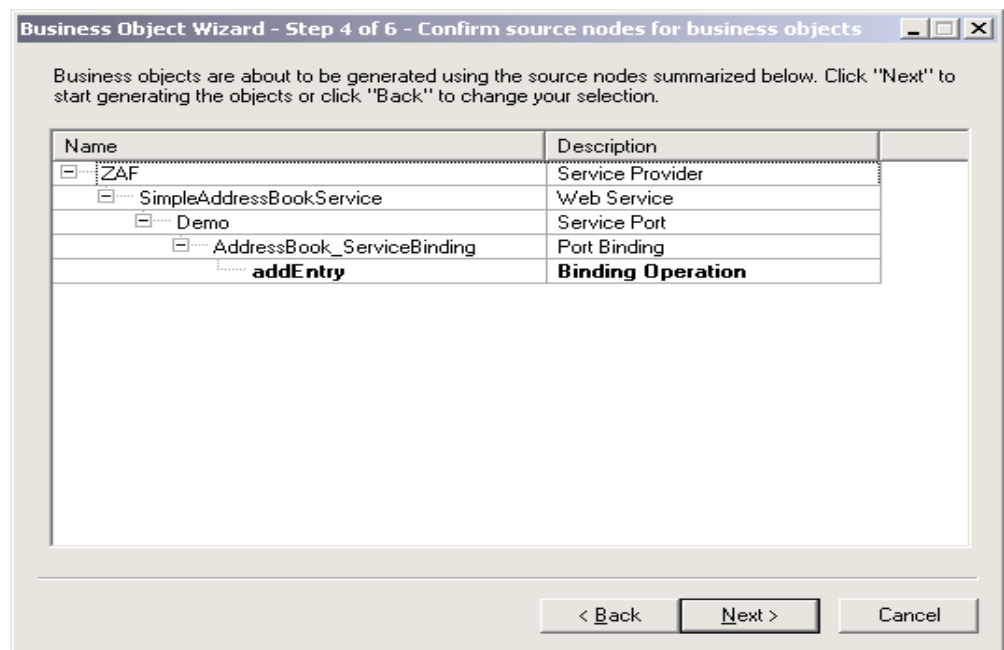 Business Object Wizard - Step 4 of 6 - Confirm source nodes for business objects
Business objects are about to be generated using the source nodes summarized below. Click "Next" to
start generating the objects or click "Back" to change your selection.
Name Description
ZAF Service Provider
SimpleAddressBookService Web Service
Demo Service Port
AddressBook_ServiceBinding Port Binding
addEntry Binding Operation
< Back Next > Cancel